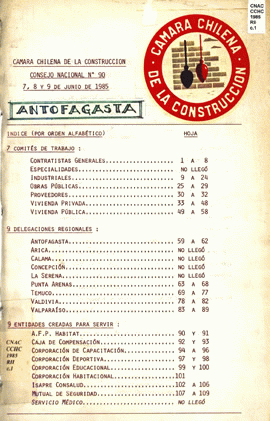 CNAC
CCHC
1985
RII
c.1
CAMARA CHILENA DE LA CONSTRUCCION
CONSEJO NACIONAL N° 90
7, 8 Y 9 DE JUNIO DE 1985
CAMARA CHILENA
DE LA CONSTRUCCION
ANTOFAGASTA
INDICE (POR ORDEN ALFABÉTICO) HOJA
7 COMITÉS DE TRABAJO :
CONTRATISTAS GENERALES 1 A 8
ESPECIALIDADES NO LLEGÓ
INDUSTRIALES 9 A 24
OBRAS PÚBLICAS 25 A 29
PROVEEDORES 30 A 32
VIVIENDA PRIVADA 33 A 48
VIVIENDA PÚBLICA 49 A 58
9 DELEGACIONES REGIONALES :
ANTOFAGASTA 59 A 62
ARICA NO LLEGÓ
CALAMA NO LLEGÓ
CONCEPCIÓN NO LLEGÓ
LA SERENA NO LLEGÓ
PUNTA ARENAS 63 A 68
TEMUCO 69 A 77
VALDIVIA 78 A 82
VALPARAÍSO 83 A 89
9 ENTIDADES CREADAS PARA SERVIR :
A.F.P. HABITAT 90 Y 91
CAJA DE COMPENSACIÓN 92 Y 93
CORPORACIÓN DE CAPACITACIÓN 94 A 96
CORPORACIÓN DEPORTIVA 97 Y 98
CORPORACIÓN EDUCACIONAL 99 Y 100
CORPORACIÓN HABITACIONAL 101
ISAPRE CONSALUD 102 A 106
MUTUAL DE SEGURIDAD 107 A 109
SERVICIO MÉDICO NO LLEGÓ
CNAC
CCHC
1985
RII
c.1